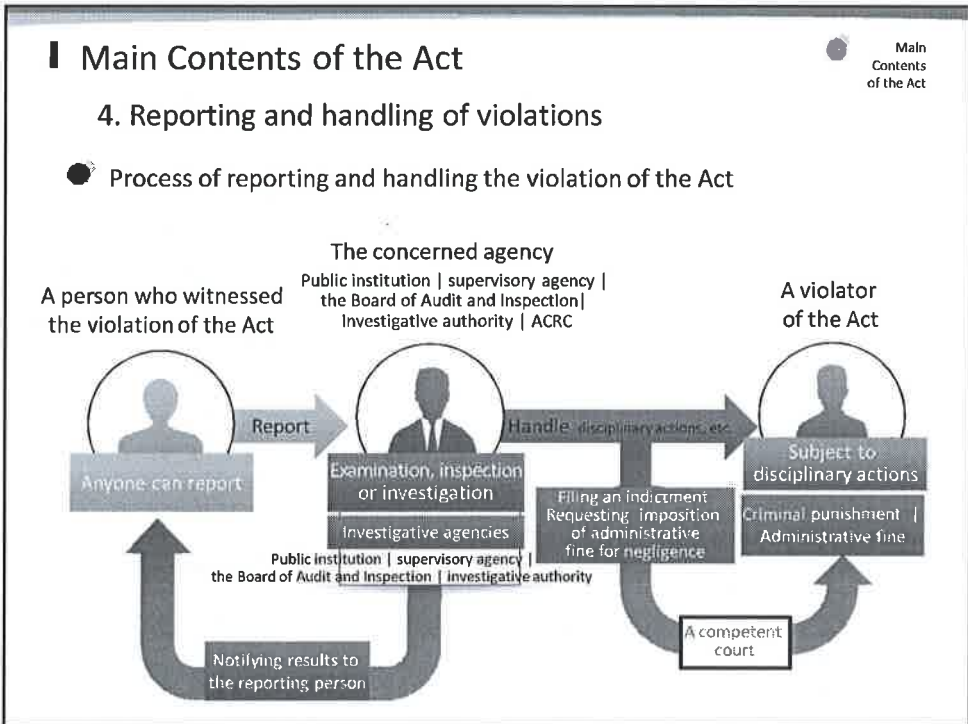 Main Contents of the Act
Main
Contents
of the Act
4. Reporting and handling of violations
Process of reporting and handling the violation of the Act
A person who witnessed
the violation of the Act
The concerned agency
Public institution | supervisory agency |
the Board of Audit and Inspection|
Investigative authority | ACRC
A violator
of the Act
Report
Handle disciplinary actions, etc.
Anyone can report
Examination, inspection
or investigation
Investigative agencies
Public institution | supervisory agency |
the Board of Audit and Inspection | investigative authority
Filing an indictment
Requesting imposition
of administrative
fine for negligence
Subject to
disciplinary actions
Criminal punishment |
Administrative fine
A competent
court
Notifying results to
the reporting person